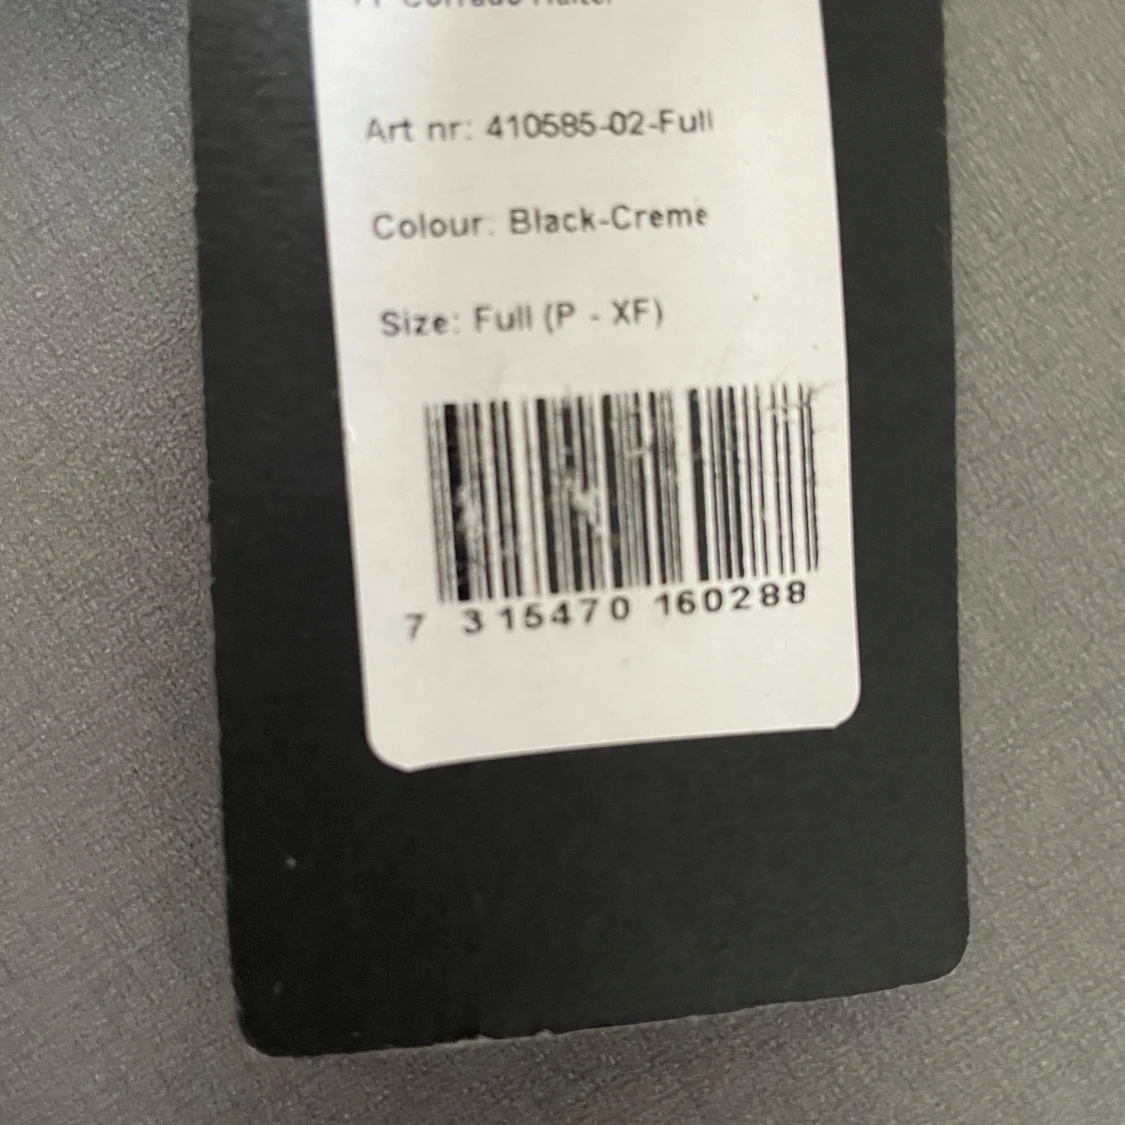 Art nr: 410585-02-Full
Colour: Black-Creme
Size: Full (P - XF)
7 315470 160288